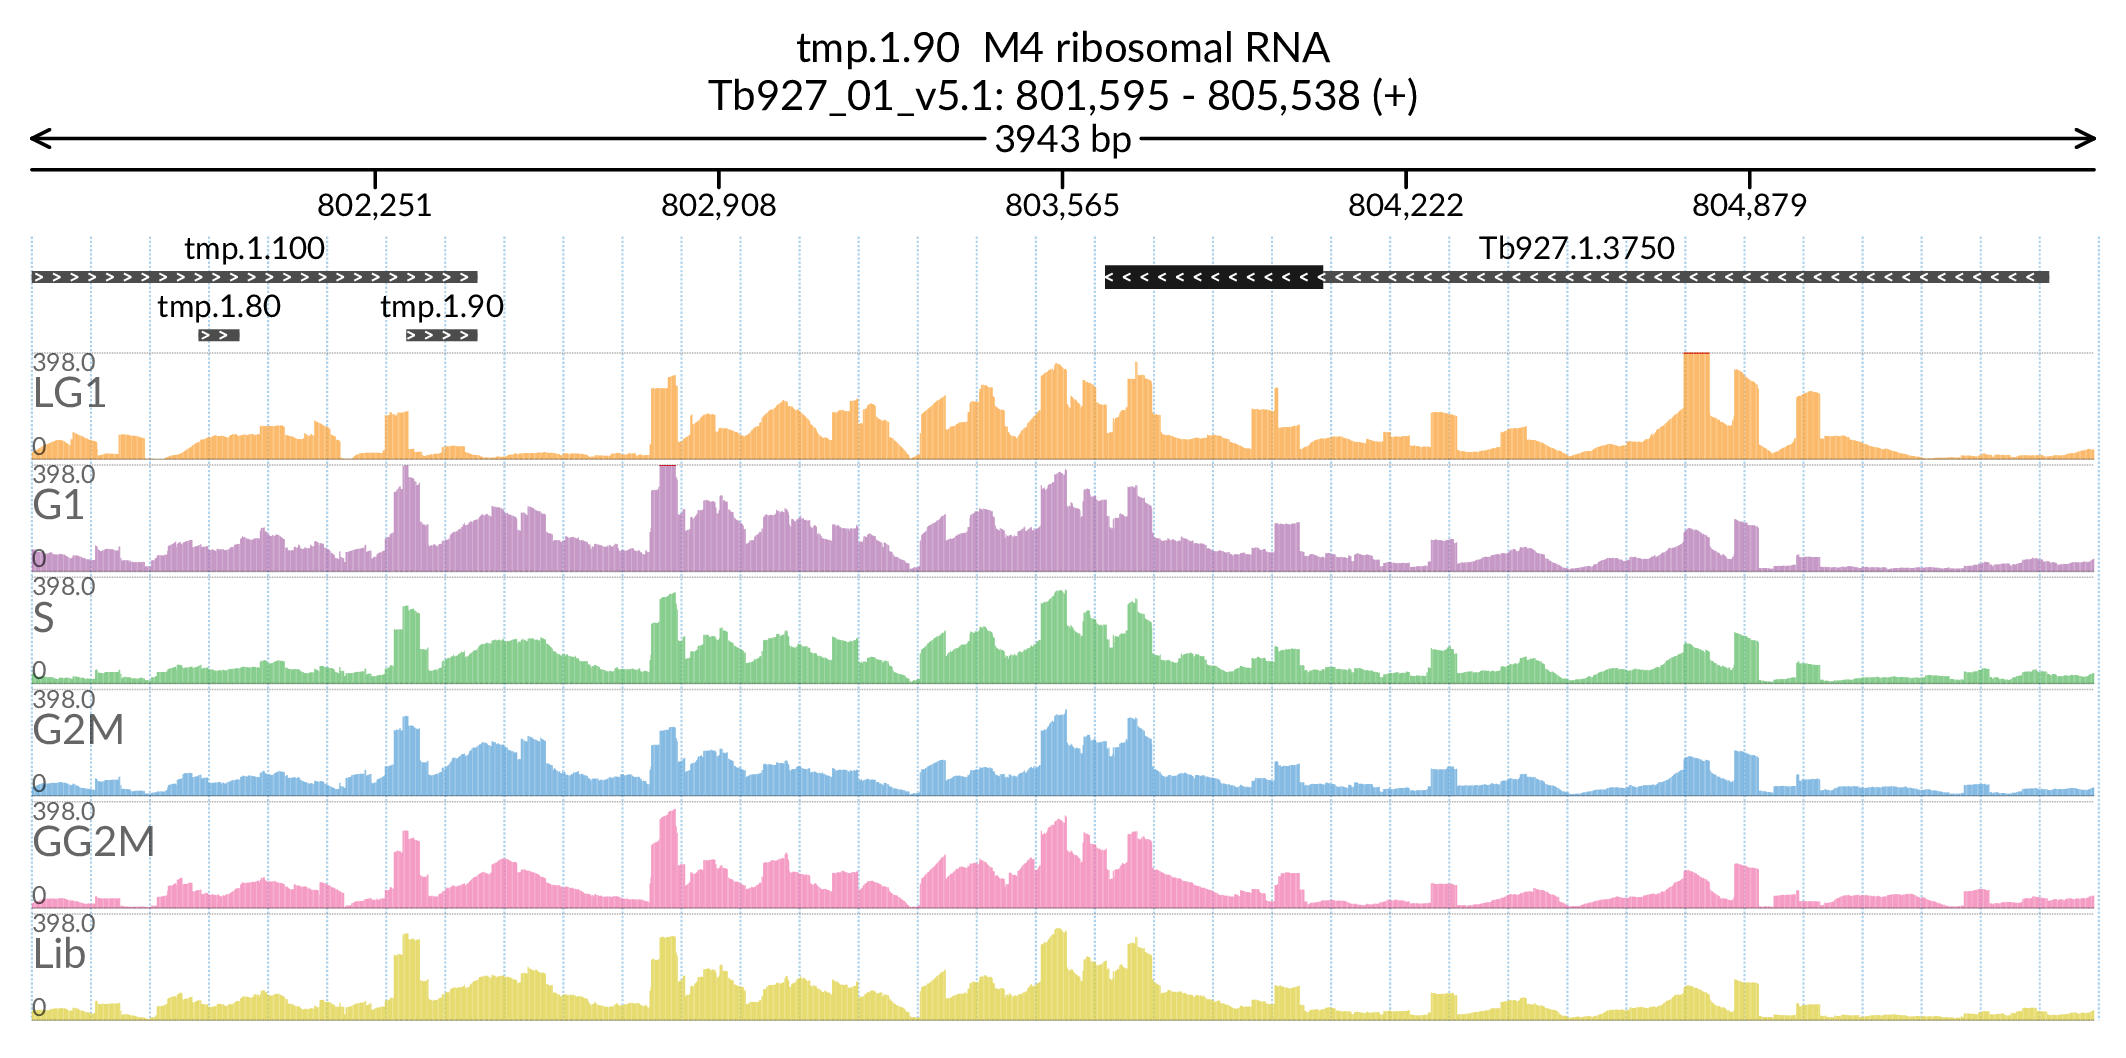 tmp.1.90 M4 ribosomal RNA
Tb927_01_v5.1: 801,595 - 805,538 (+)
3943 bp
802,251 802,908 803,565 804,222 804,879
tmp.1.100 Tb927.1.3750
tmp.1.80 tmp.1.90
398.0
LG1
0
398.0
G1
0
398.0
S
0
398.0
G2M
0
398.0
GG2M
0
398.0
Lib
0